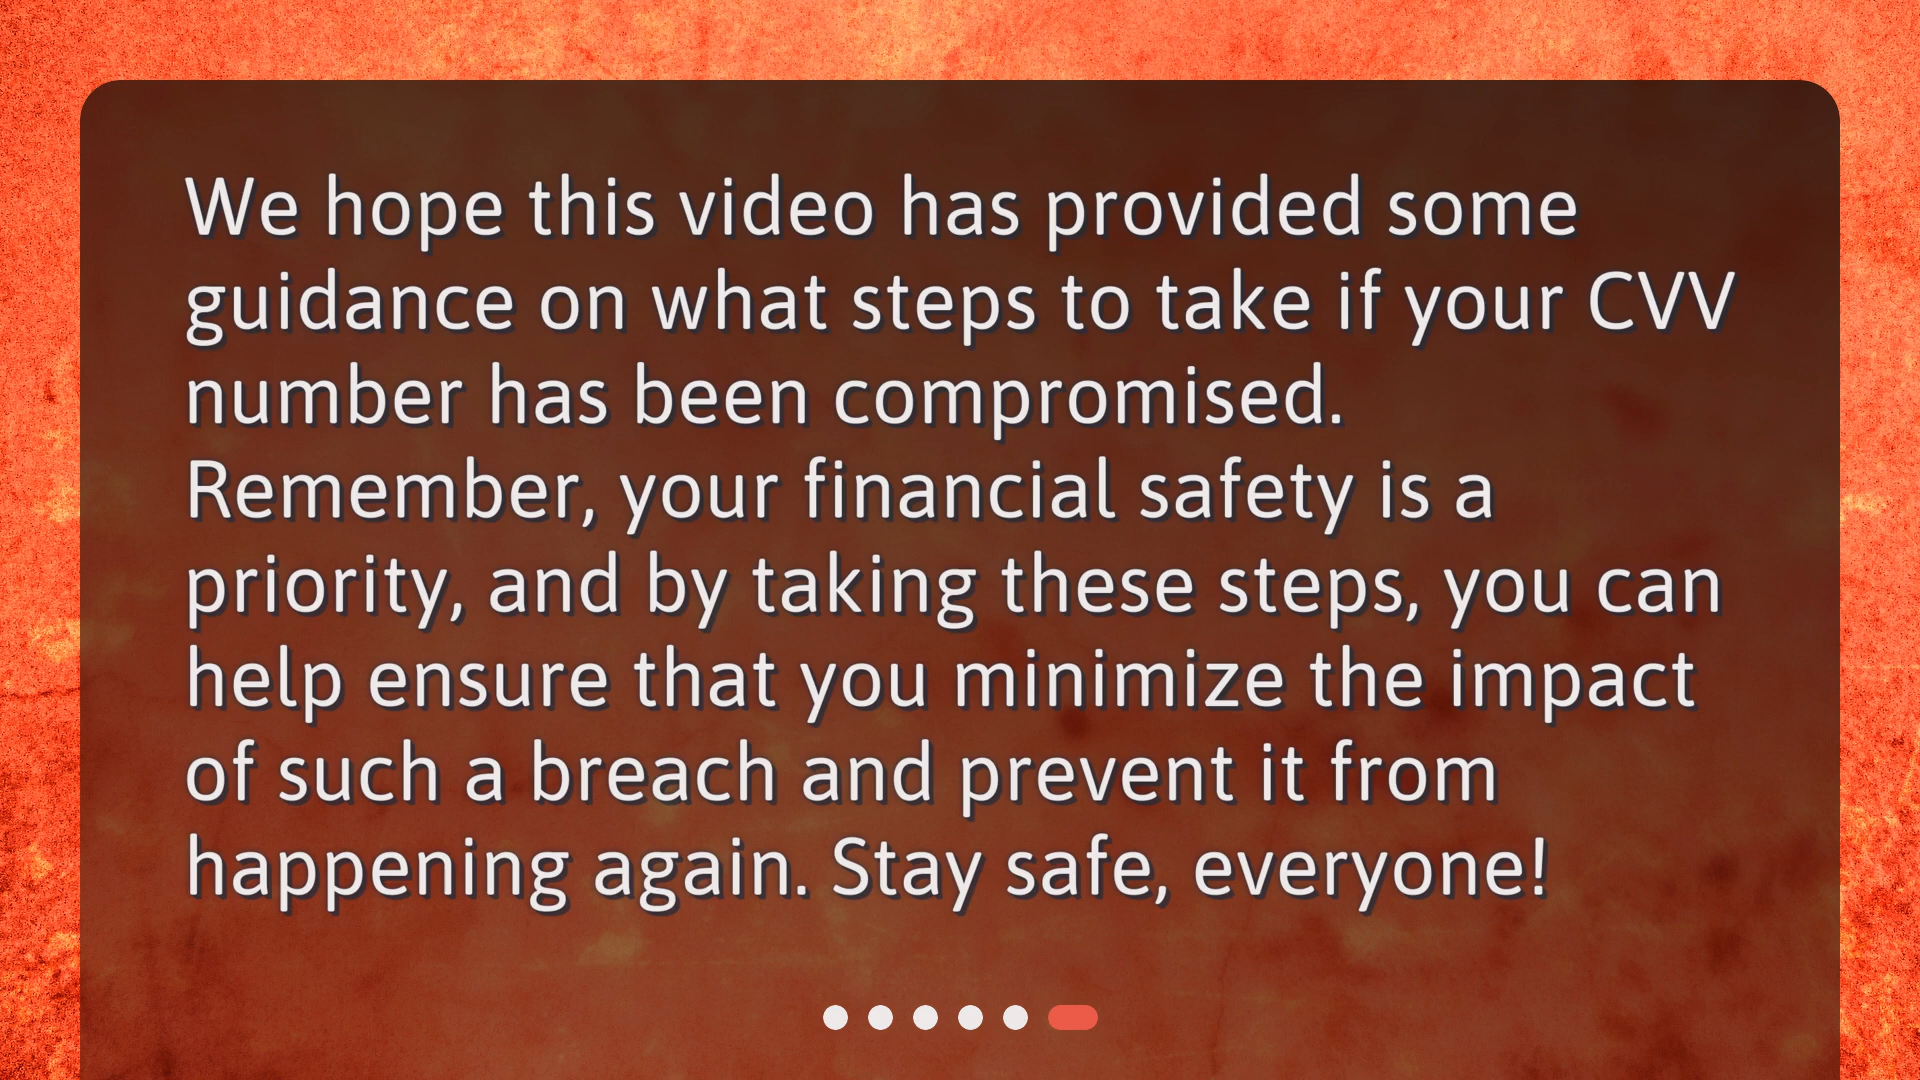 We hope this video has provided some
guidance on what steps to take if your CVV
number has been compromised.
Remember, your financial safety is a
priority, and by taking these steps, you can
help ensure that you minimize the impact
of such a breach and prevent it from
happening again. Stay safe, everyone!